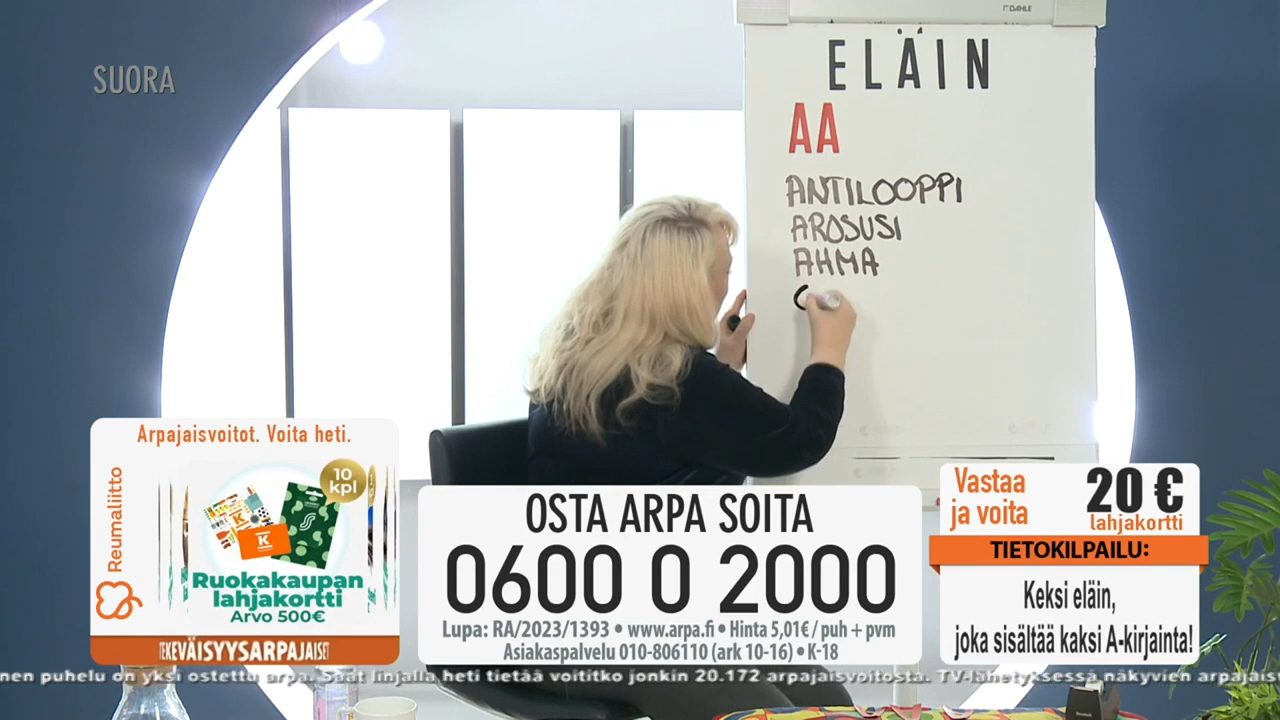 SUORA
DAHLE
ELÄIN
AA
ANTILOOPPI
AROSUSI
AHMA
Arpajaisvoitot. Voita heti.
Reumaliitto
10
kpl
K
Ruokakaupan
lahjakortti
Arvo 500€
TEKEVÄISYYSARPAJAISET
OSTA ARPA SOITA
0600 0 2000
Lupa: RA/2023/1393 • www.arpa.fi • Hinta 5,01€ / puh + pvm
Asiakaspalvelu 010-806110 (ark 10-16) • K-18
Vastaa
ja voita
20 €
lahjakortti
TIETOKILPAILU:
Keksi eläin,
joka sisältää kaksi A-kirjainta!
nen puhelu on yksi ostettu arpa. Saat linjalla heti tietää voititko jonkin 20.172 arpajaisvoitosta. TV-lähetyksessä näkyvien arpajaist